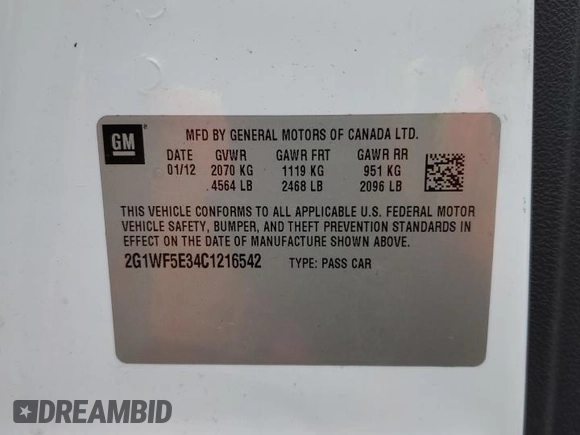 GM
MFD BY GENERAL MOTORS OF CANADA LTD.
DATE GVWR GAWR FRT GAWR RR
01/12 2070 KG 1119 KG 951 KG
4564 LB 2468 LB 2096 LB
THIS VEHICLE CONFORMS TO ALL APPLICABLE U.S. FEDERAL MOTOR
VEHICLE SAFETY, BUMPER, AND THEFT PREVENTION STANDARDS IN
EFFECT ON THE DATE OF MANUFACTURE SHOWN ABOVE.
2G1WF5E34C1216542 TYPE: PASS CAR
DREAMBID